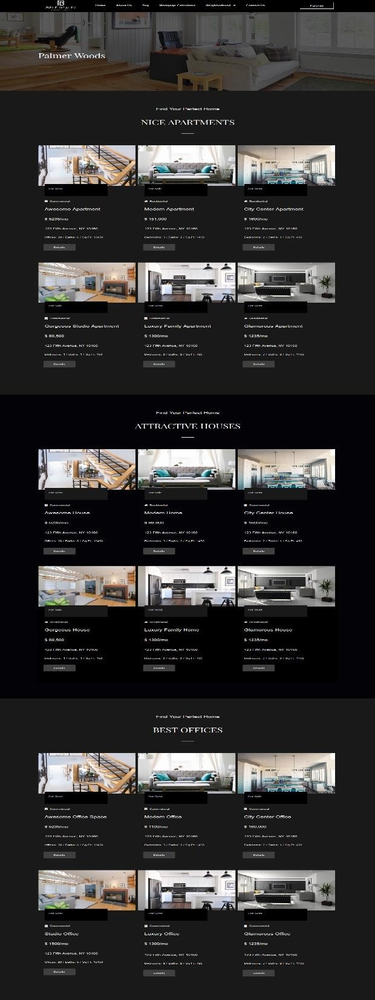 BELF REALTY
Home About Us Buy Mortgage Calculator Neighborhood Contact Us
Palmer Woods
Find Your Perfect Home
NICE APARTMENTS
For Rent For Sale For Rent
Commercial Residential Residential
Awesome Apartment Modern Apartment City Center Apartment
$ 5235/mo $ 151,000 $ 1600/mo
123 Fifth Avenue, NY 10160 123 Fifth Avenue, NY 10160 123 Fifth Avenue, NY 10160
Offices: 20 / Baths: 6 / Sq Ft: 10450 Bedrooms: 3 / Baths: 2 / Sq Ft: 1450 Bedrooms: 2 / Baths: 1 / Sq Ft: 450
Details Details Details
For Sale For Rent For Rent
Commercial Commercial Residential
Gorgeous Studio Apartment Luxury Family Apartment Glamorous Apartment
$ 89,500 $ 1300/mo $ 1235/mo
123 Fifth Avenue, NY 10160 123 Fifth Avenue, NY 10160 123 Fifth Avenue, NY 10160
Bedrooms: 1 / Baths: 1 / Sq Ft: Bedrooms: 2 / Baths: 2 / Sq Ft: Bedrooms: / Baths: 2 / Sq Ft: 1450
Details Details Details
Find Your Perfect Home
ATTRACTIVE HOUSES
For Rent For Sale For Rent
Commercial Residential Commercial
Awesome House Modern Home City Center House
$ 5235/mo $ 99,900 $ 1600/mo
123 Fifth Avenue, NY 10160 123 Fifth Avenue, NY 10160 123 Fifth Avenue, NY 10160
Offices: 20 / Baths: 6 / Sq Ft: 10450 Bedrooms: 3 / Baths: 2 / Sq Ft: 1450 Bedrooms: 2 / Baths: 1 / Sq Ft: 450
Details Details Details
For Sale For Rent For Rent
Residential Residential Residential
Gorgeous House Luxury Family Home Glamorous House
$ 89,500 $ 1300/mo $ 1235/mo
123 Fifth Avenue, NY 10160 123 Fifth Avenue, NY 10160 123 Fifth Avenue, NY 10160
Bedrooms: 1 / Baths: 1 / Sq Ft: Bedrooms: 2 / Baths: 2 / Sq Ft: Bedrooms: / Baths: 2 / Sq Ft: 1450
Details Details Details
Find Your Perfect Home
BEST OFFICES
For Rent For Rent For Sale
Commercial Commercial Commercial
Awesome Office Space Modern Office City Center Office
$ 5235/mo $ 1100/mo $ 160,000
123 Fifth Avenue, NY 10160 123 Fifth Avenue, NY 10160 123 Fifth Avenue, NY 10160
Offices: 20 / Baths: 6 / Sq Ft: 10450 Bedrooms: 3 / Baths: 2 / Sq Ft: 1450 Bedrooms: 2 / Baths: 1 / Sq Ft: 450
Details Details Details
For Rent For Rent For Rent
Commercial Commercial Commercial
Studio Office Luxury Office Glamorous Office
$ 1500/mo $ 1300/mo $ 1235/mo
123 Fifth Avenue, NY 10160 123 Fifth Avenue, NY 10160 123 Fifth Avenue, NY 10160
Offices: 20 / Baths: 6 / Sq Ft: 10450 Bedrooms: 2 / Baths: 2 / Sq Ft: Bedrooms: / Baths: 2 / Sq Ft: 1450
Details Details Details